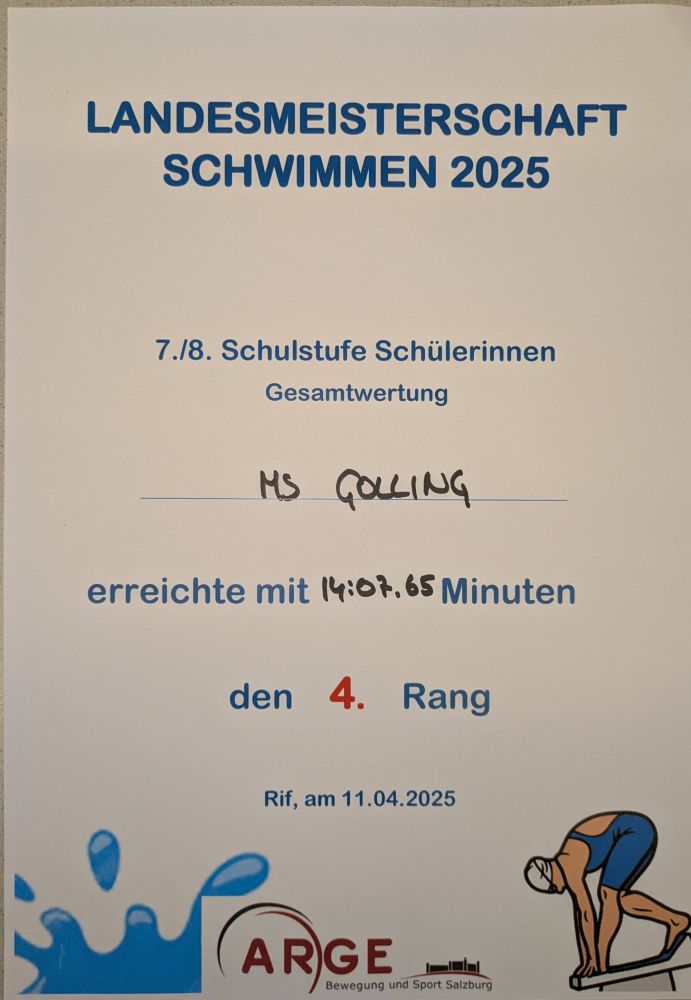 LANDESMEISTERSCHAFT
SCHWIMMEN 2025
7./8. Schulstufe Schülerinnen
Gesamtwertung
MS GOLLING
erreichte mit 14:07.65 Minuten
den 4. Rang
Rif, am 11.04.2025
ARGE
Bewegung und Sport Salzburg